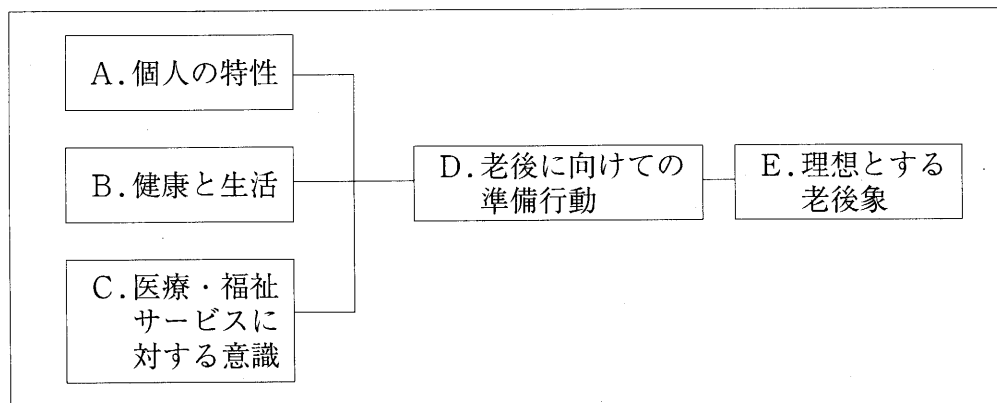 A.個人の特性
B.健康と生活
C.医療・福祉
サービスに
対する意識
D.老後に向けての
準備行動
E.理想とする
老後象